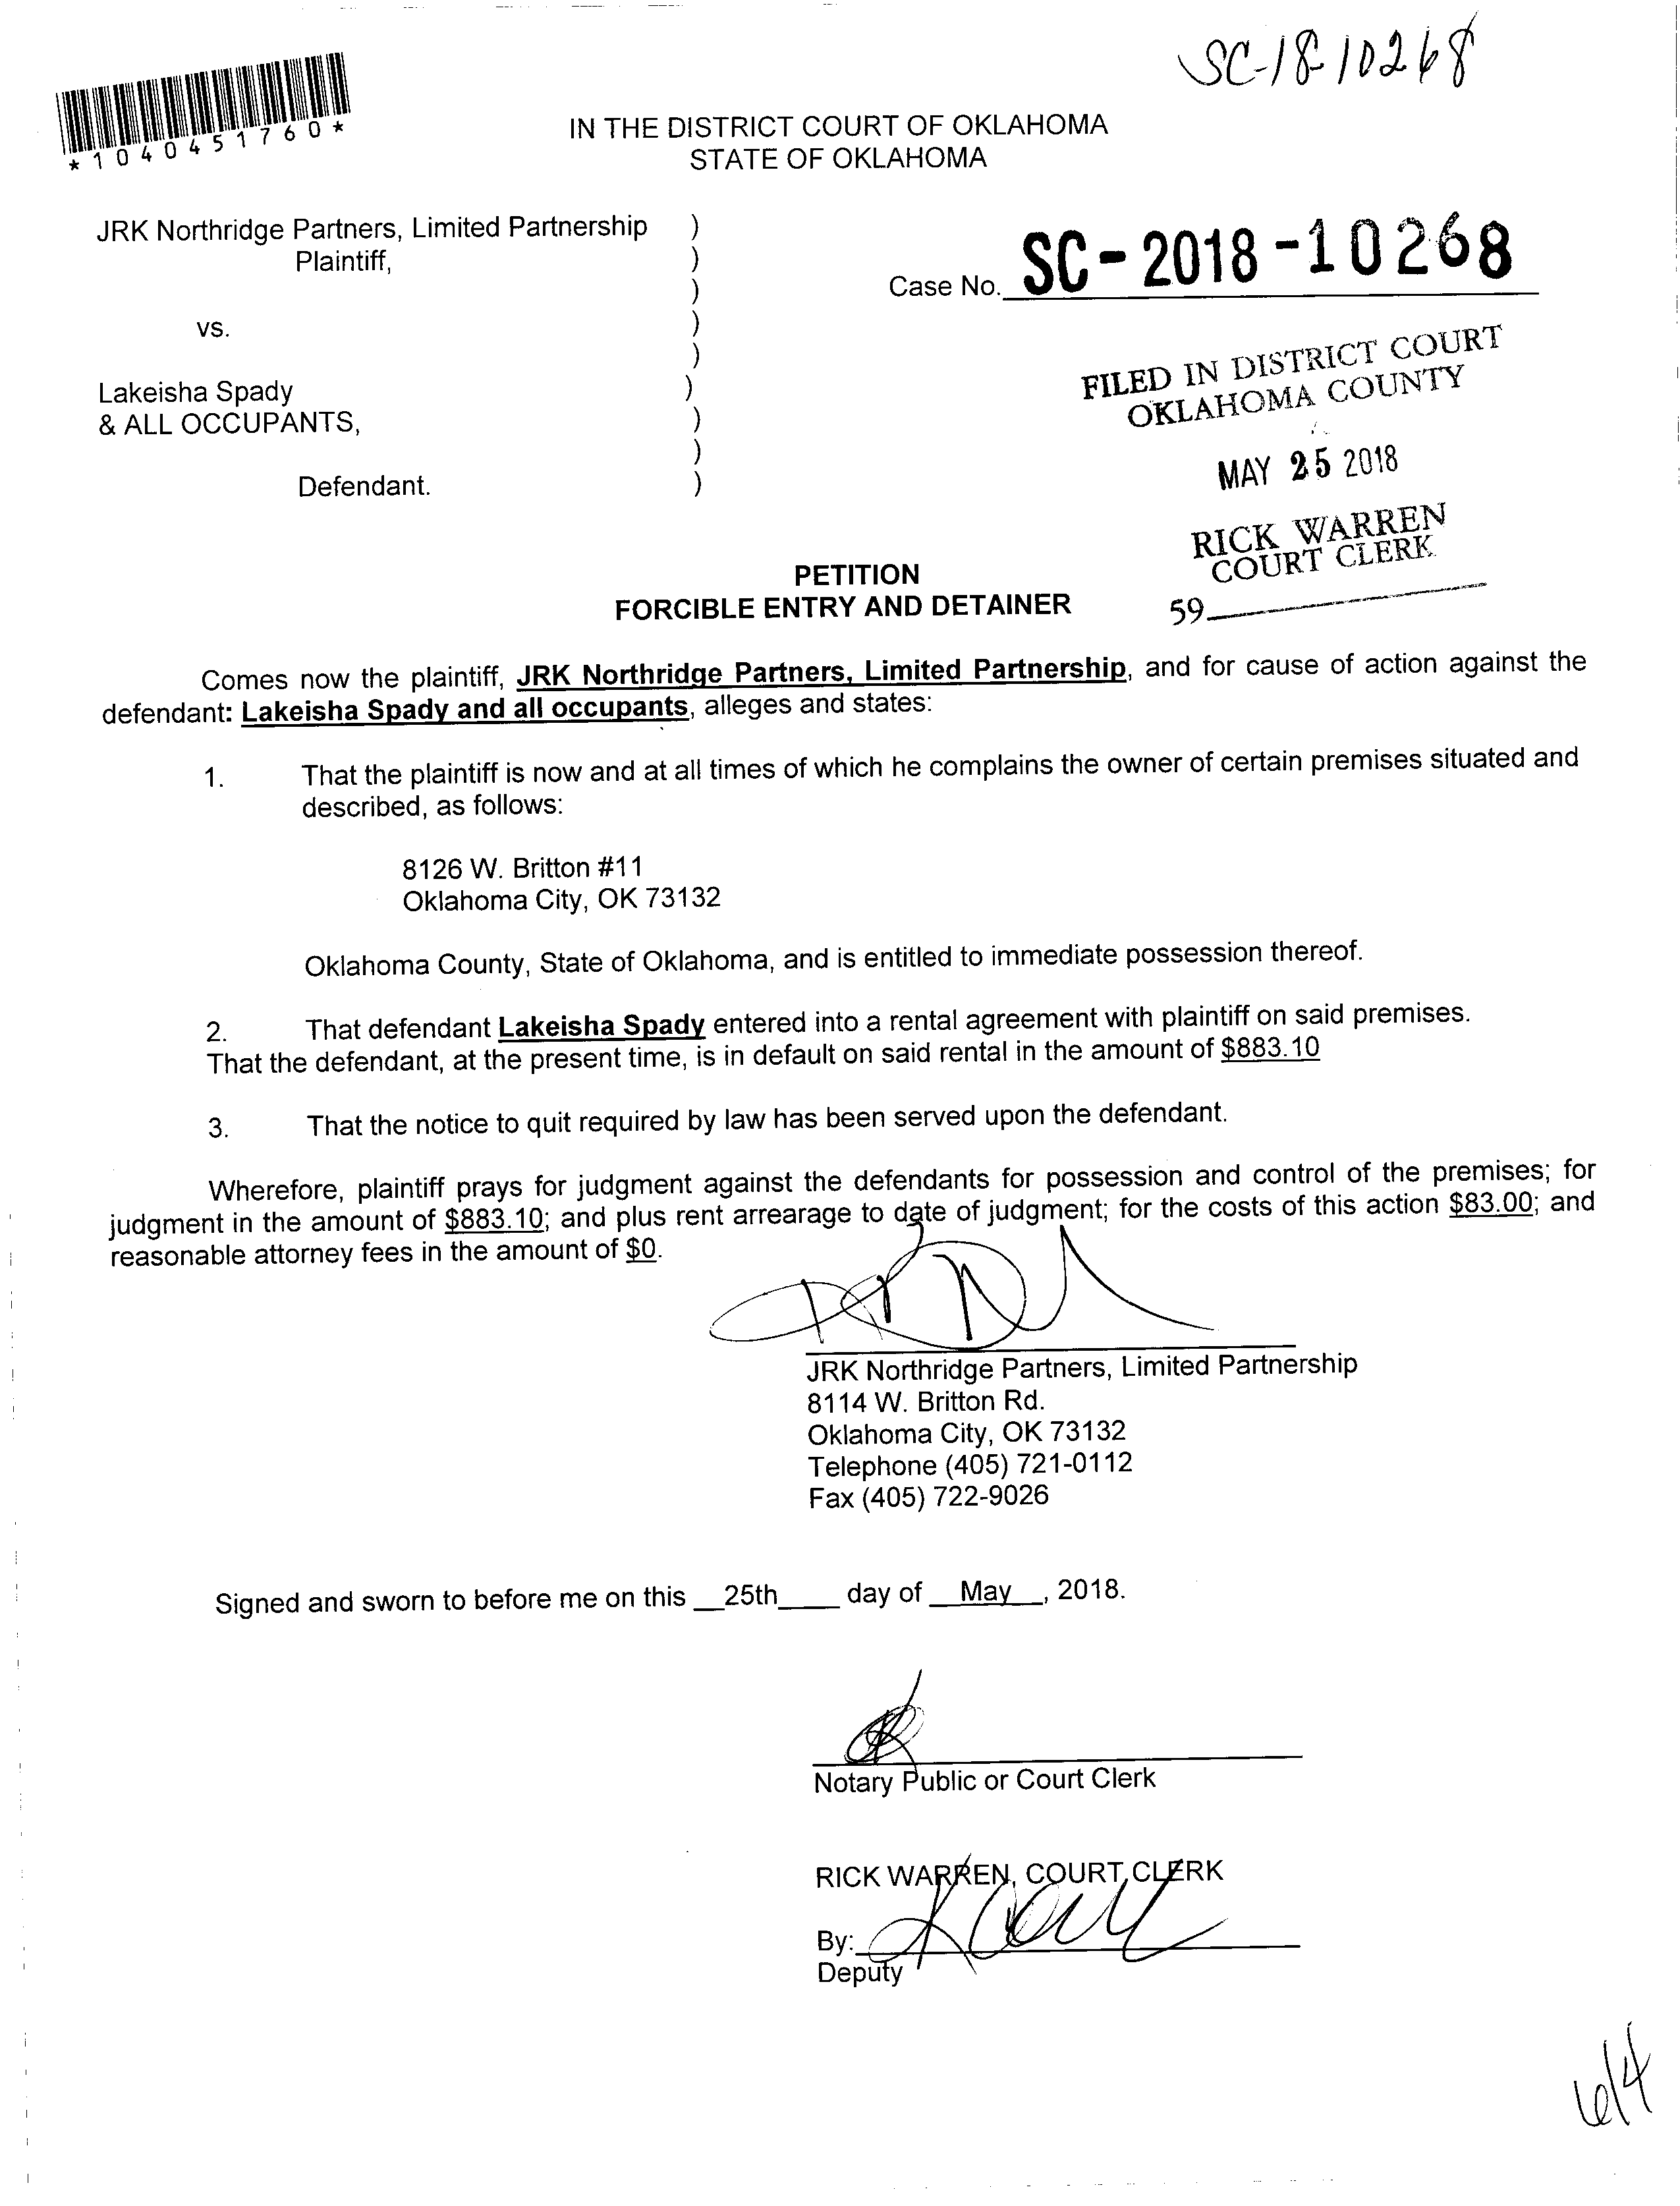 SC-18-10268
*1040451760*
IN THE DISTRICT COURT OF OKLAHOMA
STATE OF OKLAHOMA
JRK Northridge Partners, Limited Partnership )
Plaintiff, )
)
vs. )
)
Lakeisha Spady )
& ALL OCCUPANTS, )
)
Defendant. )
Case No. SC-2018-10268
FILED IN DISTRICT COURT
OKLAHOMA COUNTY
MAY 25 2018
RICK WARREN
COURT CLERK
59
PETITION
FORCIBLE ENTRY AND DETAINER
Comes now the plaintiff, JRK Northridge Partners, Limited Partnership, and for cause of action against the
defendant: Lakeisha Spady and all occupants, alleges and states:
1. That the plaintiff is now and at all times of which he complains the owner of certain premises situated and
described, as follows:
8126 W. Britton #11
Oklahoma City, OK 73132
Oklahoma County, State of Oklahoma, and is entitled to immediate possession thereof.
2. That defendant Lakeisha Spady entered into a rental agreement with plaintiff on said premises.
That the defendant, at the present time, is in default on said rental in the amount of $883.10
3. That the notice to quit required by law has been served upon the defendant.
Wherefore, plaintiff prays for judgment against the defendants for possession and control of the premises; for
judgment in the amount of $883.10; and plus rent arrearage to date of judgment; for the costs of this action $83.00; and
reasonable attorney fees in the amount of $0.
JRK Northridge Partners, Limited Partnership
8114 W. Britton Rd.
Oklahoma City, OK 73132
Telephone (405) 721-0112
Fax (405) 722-9026
Signed and sworn to before me on this __25th____ day of __May__, 2018.
Notary Public or Court Clerk
RICK WARREN, COURT CLERK
By:
Deputy
6/4